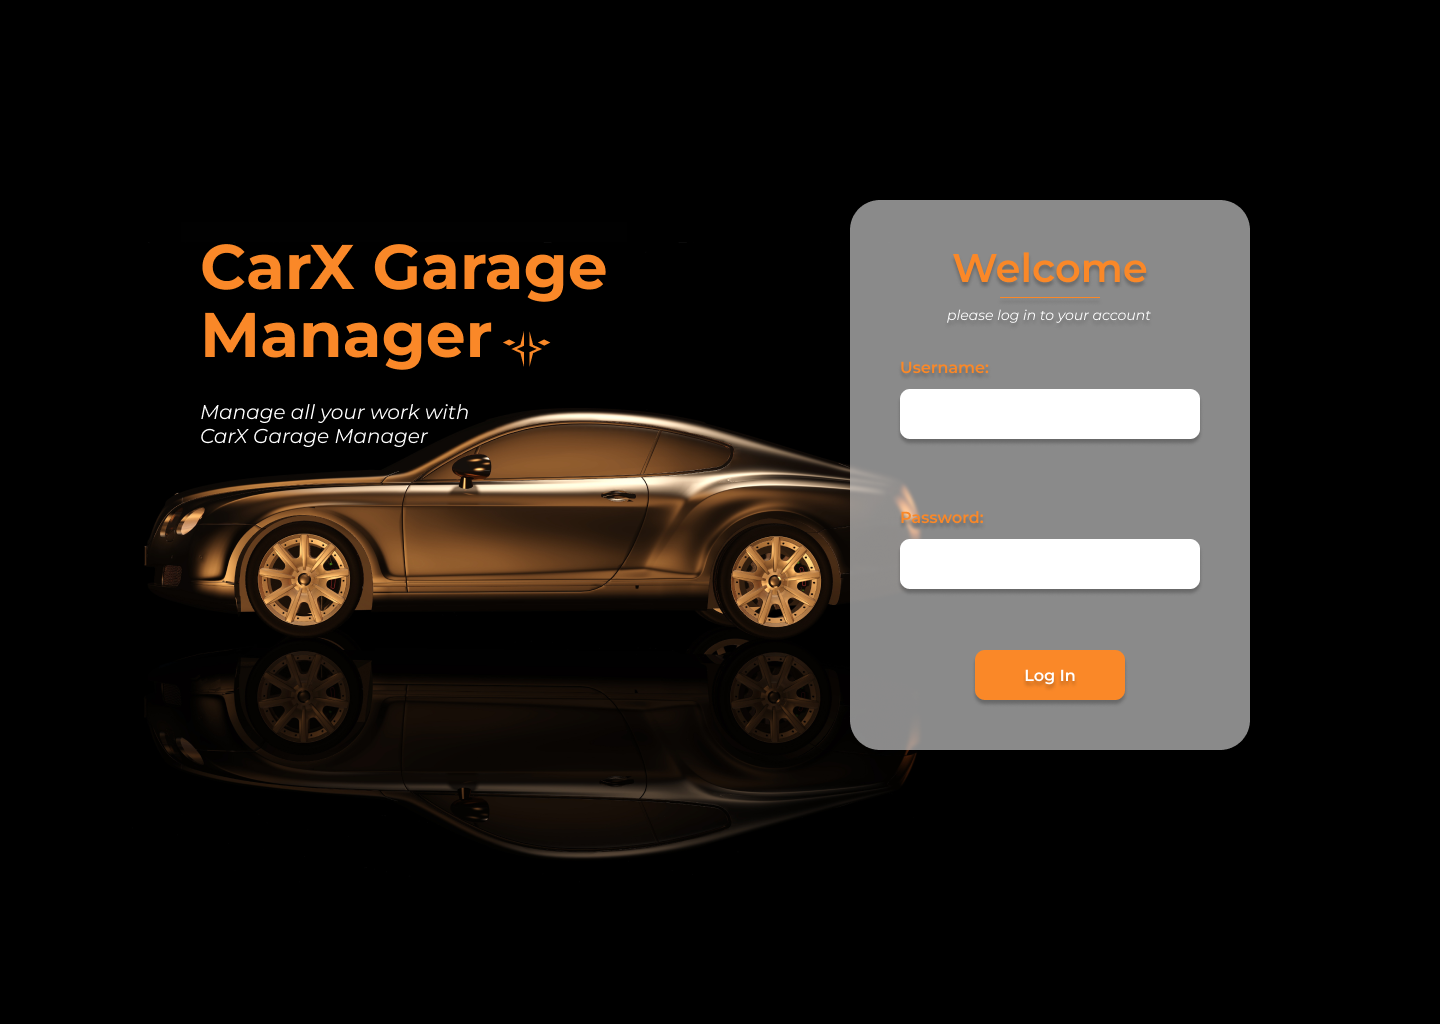 CarX Garage
Manager
Manage all your work with
CarX Garage Manager
Welcome
please log in to your account
Username:
Password:
Log In